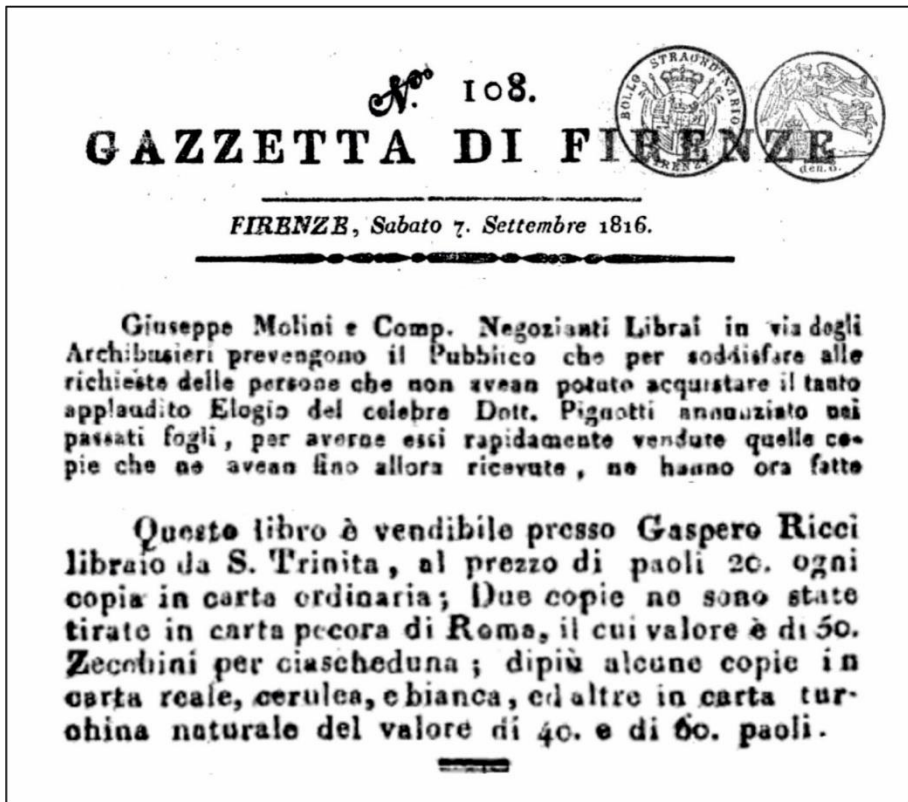 N.ro 108.
GAZZETTA DI FIRENZE
BOLLO STRAORDINARIO
FIRENZE
den. 6.
FIRENZE, Sabato 7. Settembre 1816.
Giuseppe Molini e Comp. Negozianti Librai in via degli
Archibusieri prevengono il Pubblico che per soddisfare alle
richieste delle persone che non avean potuto acquistare il tanto
applaudito Elogio del celebre Dott. Pignotti annunziato nei
passati fogli, per averne essi rapidamente vendute quelle co-
pie che ne avean fino allora ricevute, ne hanno ora fatte
Questo libro è vendibile presso Gaspero Ricci
libraio da S. Trinita, al prezzo di paoli 20. ogni
copia in carta ordinaria; Due copie ne sono state
tirate in carta pecora di Roma, il cui valore è di 50.
Zecchini per ciascheduna; dipiù alcune copie in
carta reale, cerulea, e bianca, ed altre in carta tur-
china naturale del valore di 40. e di 60. paoli.